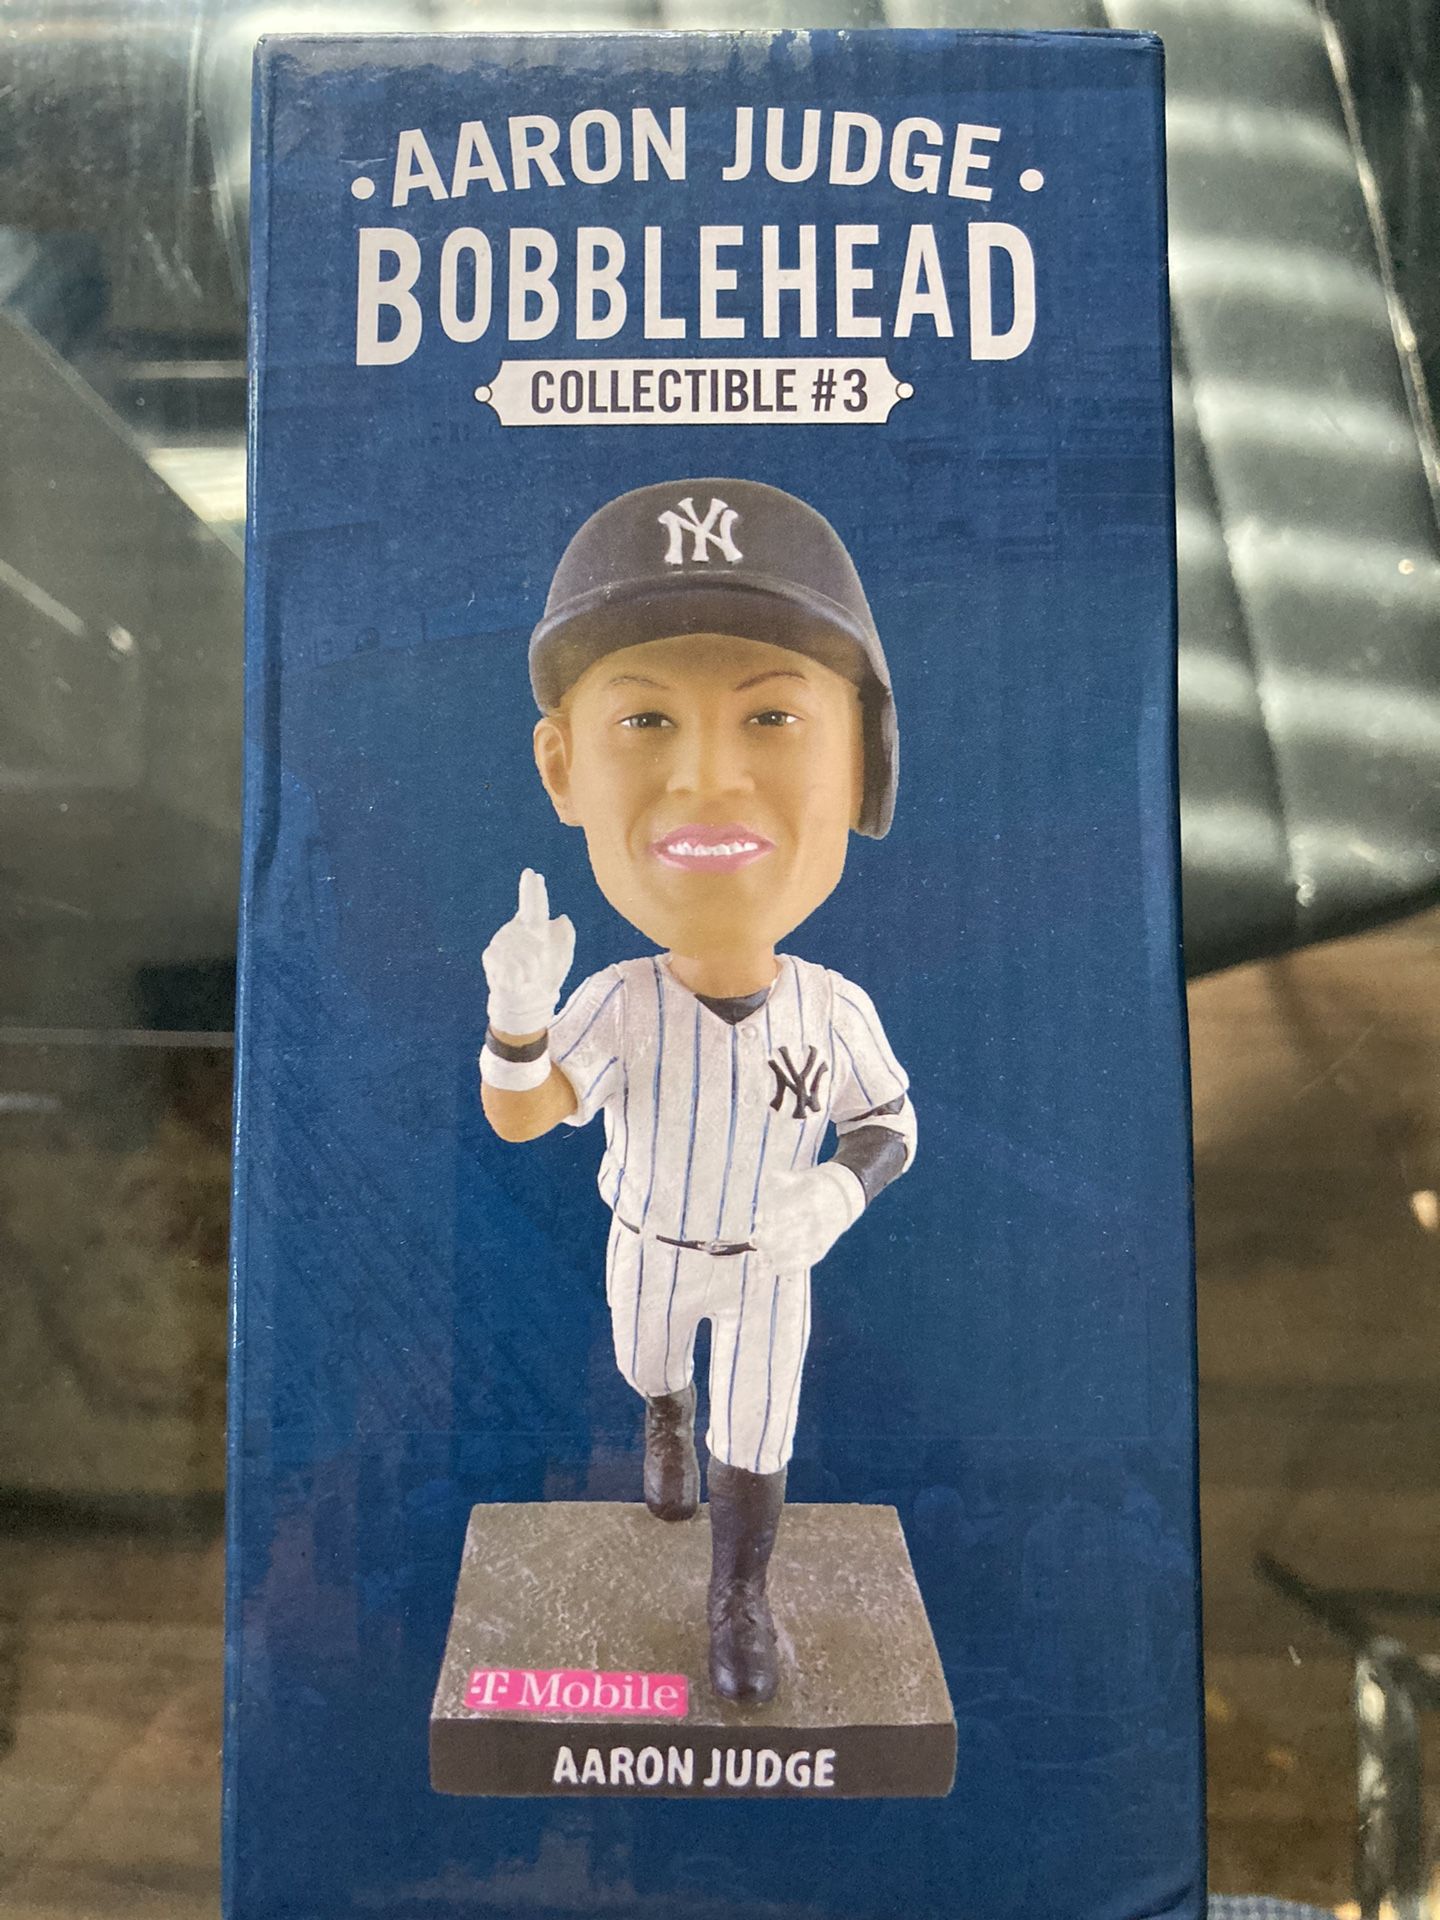 • AARON JUDGE •
BOBBLEHEAD
COLLECTIBLE #3
NY
NY
T Mobile
AARON JUDGE